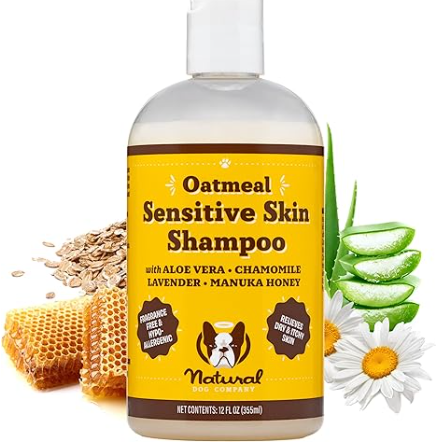 Oatmeal
Sensitive Skin
Shampoo
with ALOE VERA • CHAMOMILE
LAVENDER • MANUKA HONEY
FRAGRANCE
FREE &
HYPO-
ALLERGENIC
RELIEVES
DRY & ITCHY
SKIN
Natural
DOG COMPANY
NET CONTENTS: 12 FL OZ (355ml)